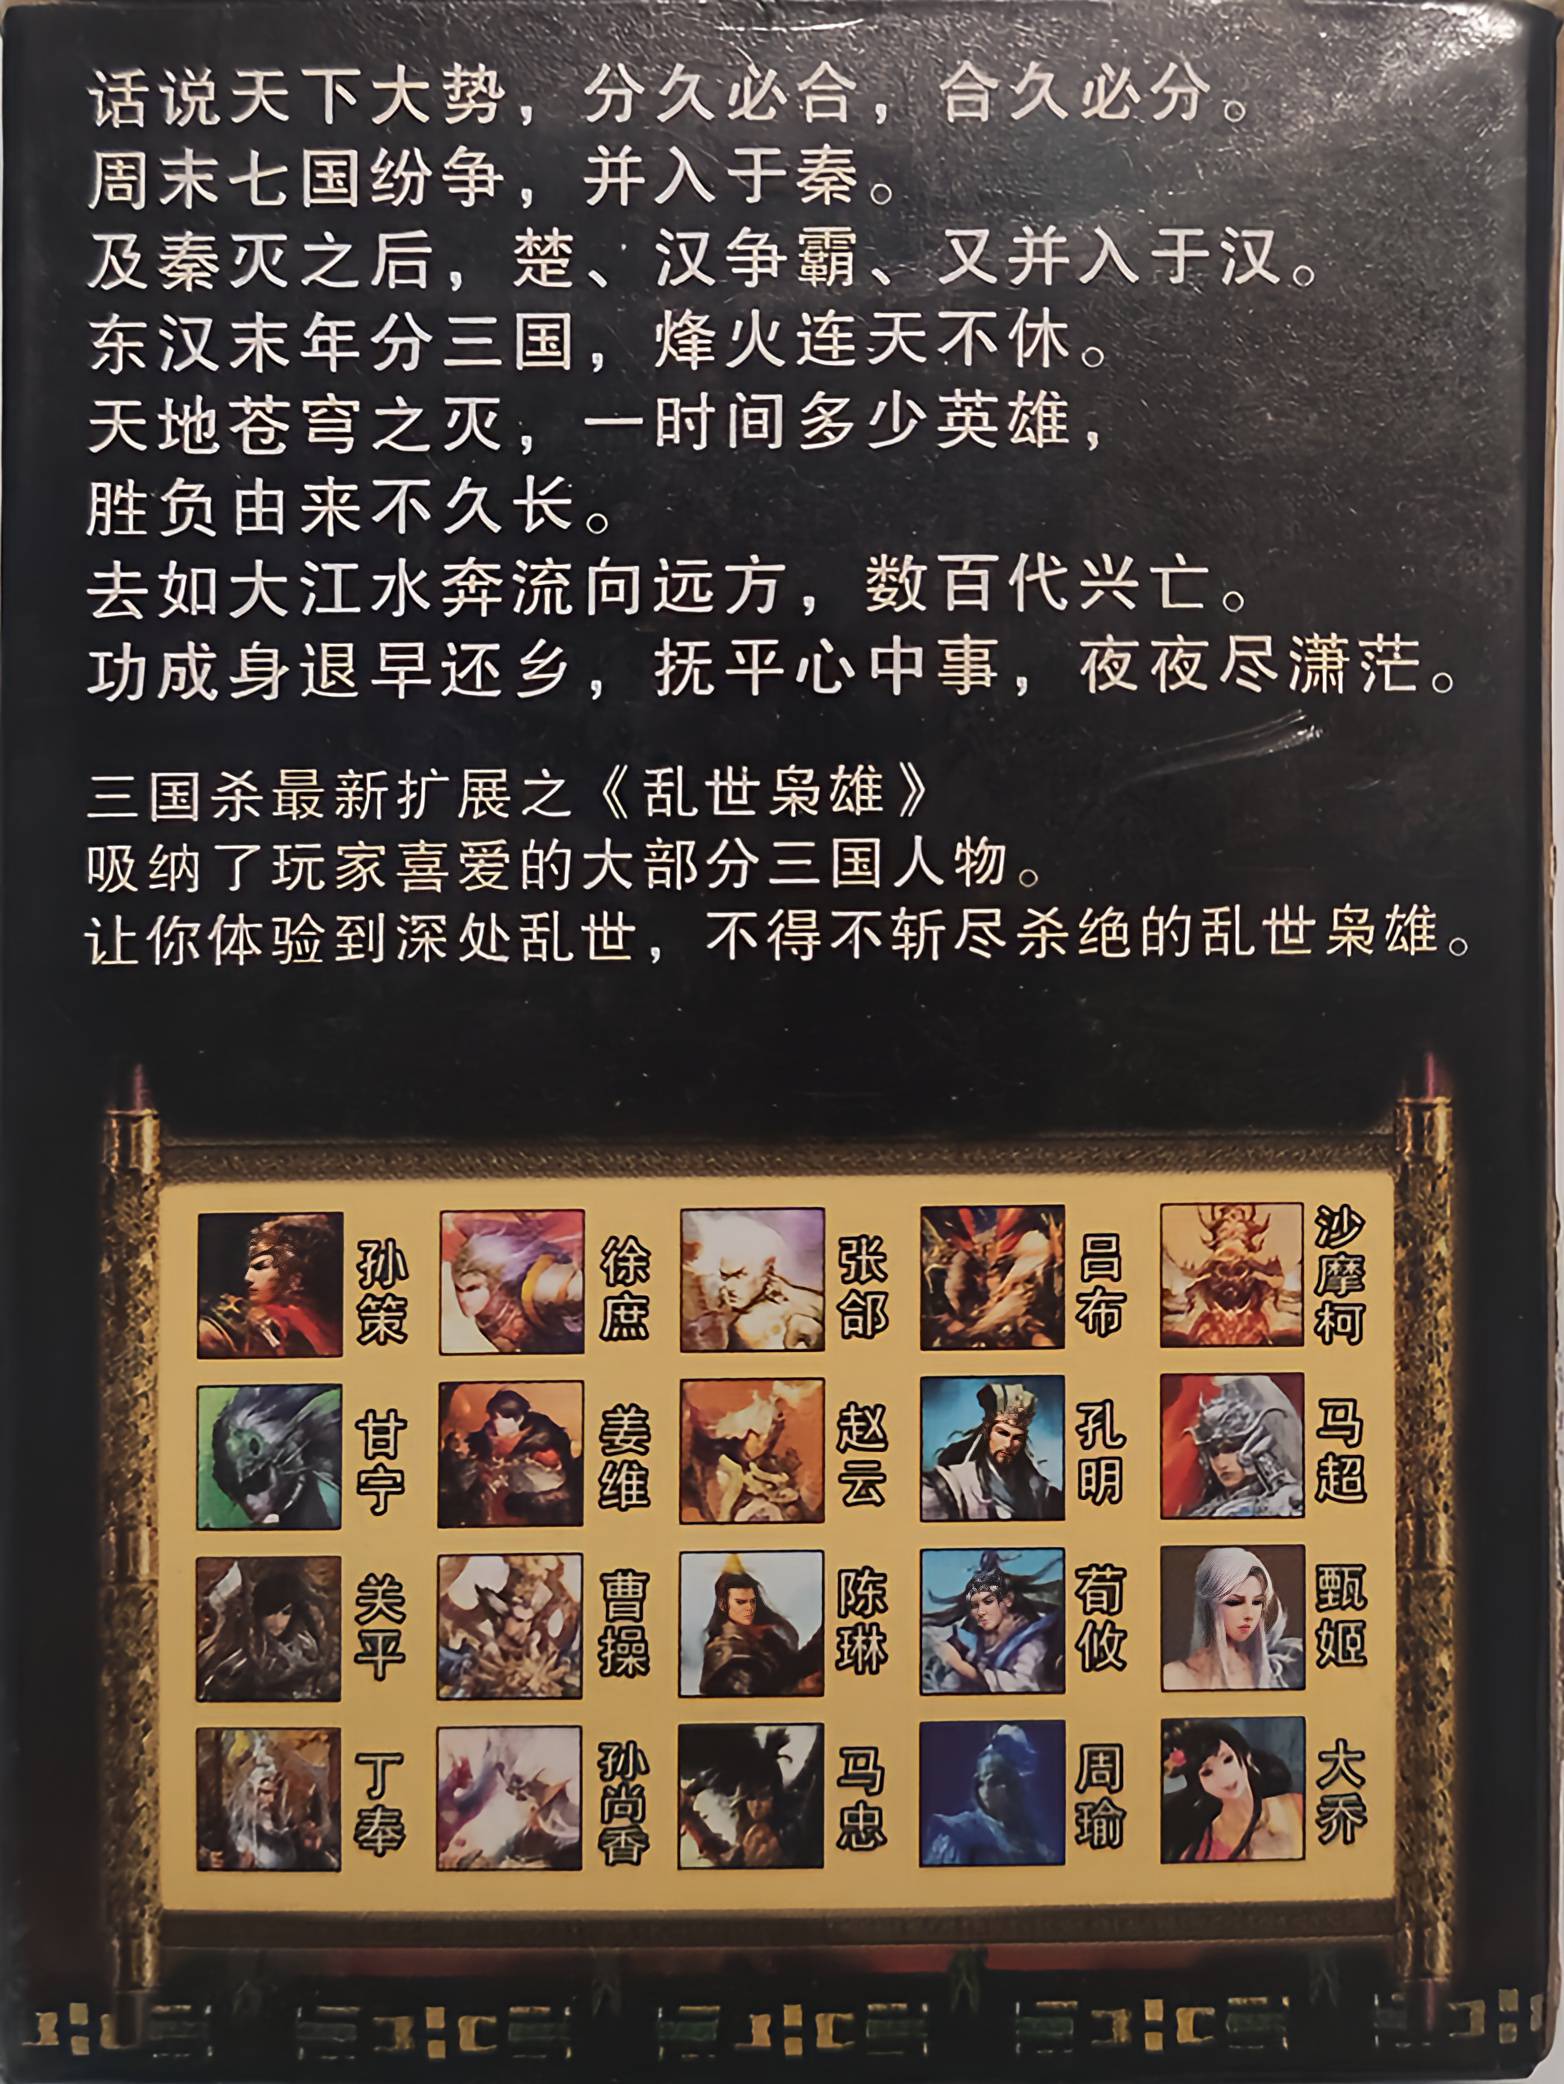 话说天下大势，分久必合，合久必分。
周末七国纷争，并入于秦。
及秦灭之后，楚、汉争霸、又并入于汉。
东汉末年分三国，烽火连天不休。
天地苍穹之灭，一时间多少英雄，
胜负由来不久长。
去如大江水奔流向远方，数百代兴亡。
功成身退早还乡，抚平心中事，夜夜尽潇茫。
三国杀最新扩展之《乱世枭雄》
吸纳了玩家喜爱的大部分三国人物。
让你体验到深处乱世，不得不斩尽杀绝的乱世枭雄。
孙策
徐庶
张郃
吕布
沙摩柯
甘宁
姜维
赵云
孔明
马超
关平
曹操
陈琳
荀攸
甄姬
丁奉
孙尚香
马忠
周瑜
大乔